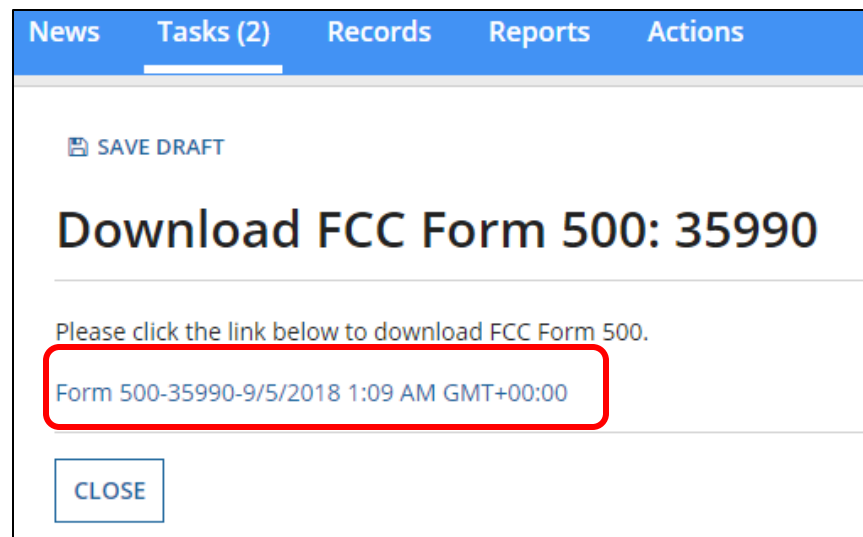 News Tasks (2) Records Reports Actions
SAVE DRAFT
Download FCC Form 500: 35990
Please click the link below to download FCC Form 500.
Form 500-35990-9/5/2018 1:09 AM GMT+00:00
CLOSE